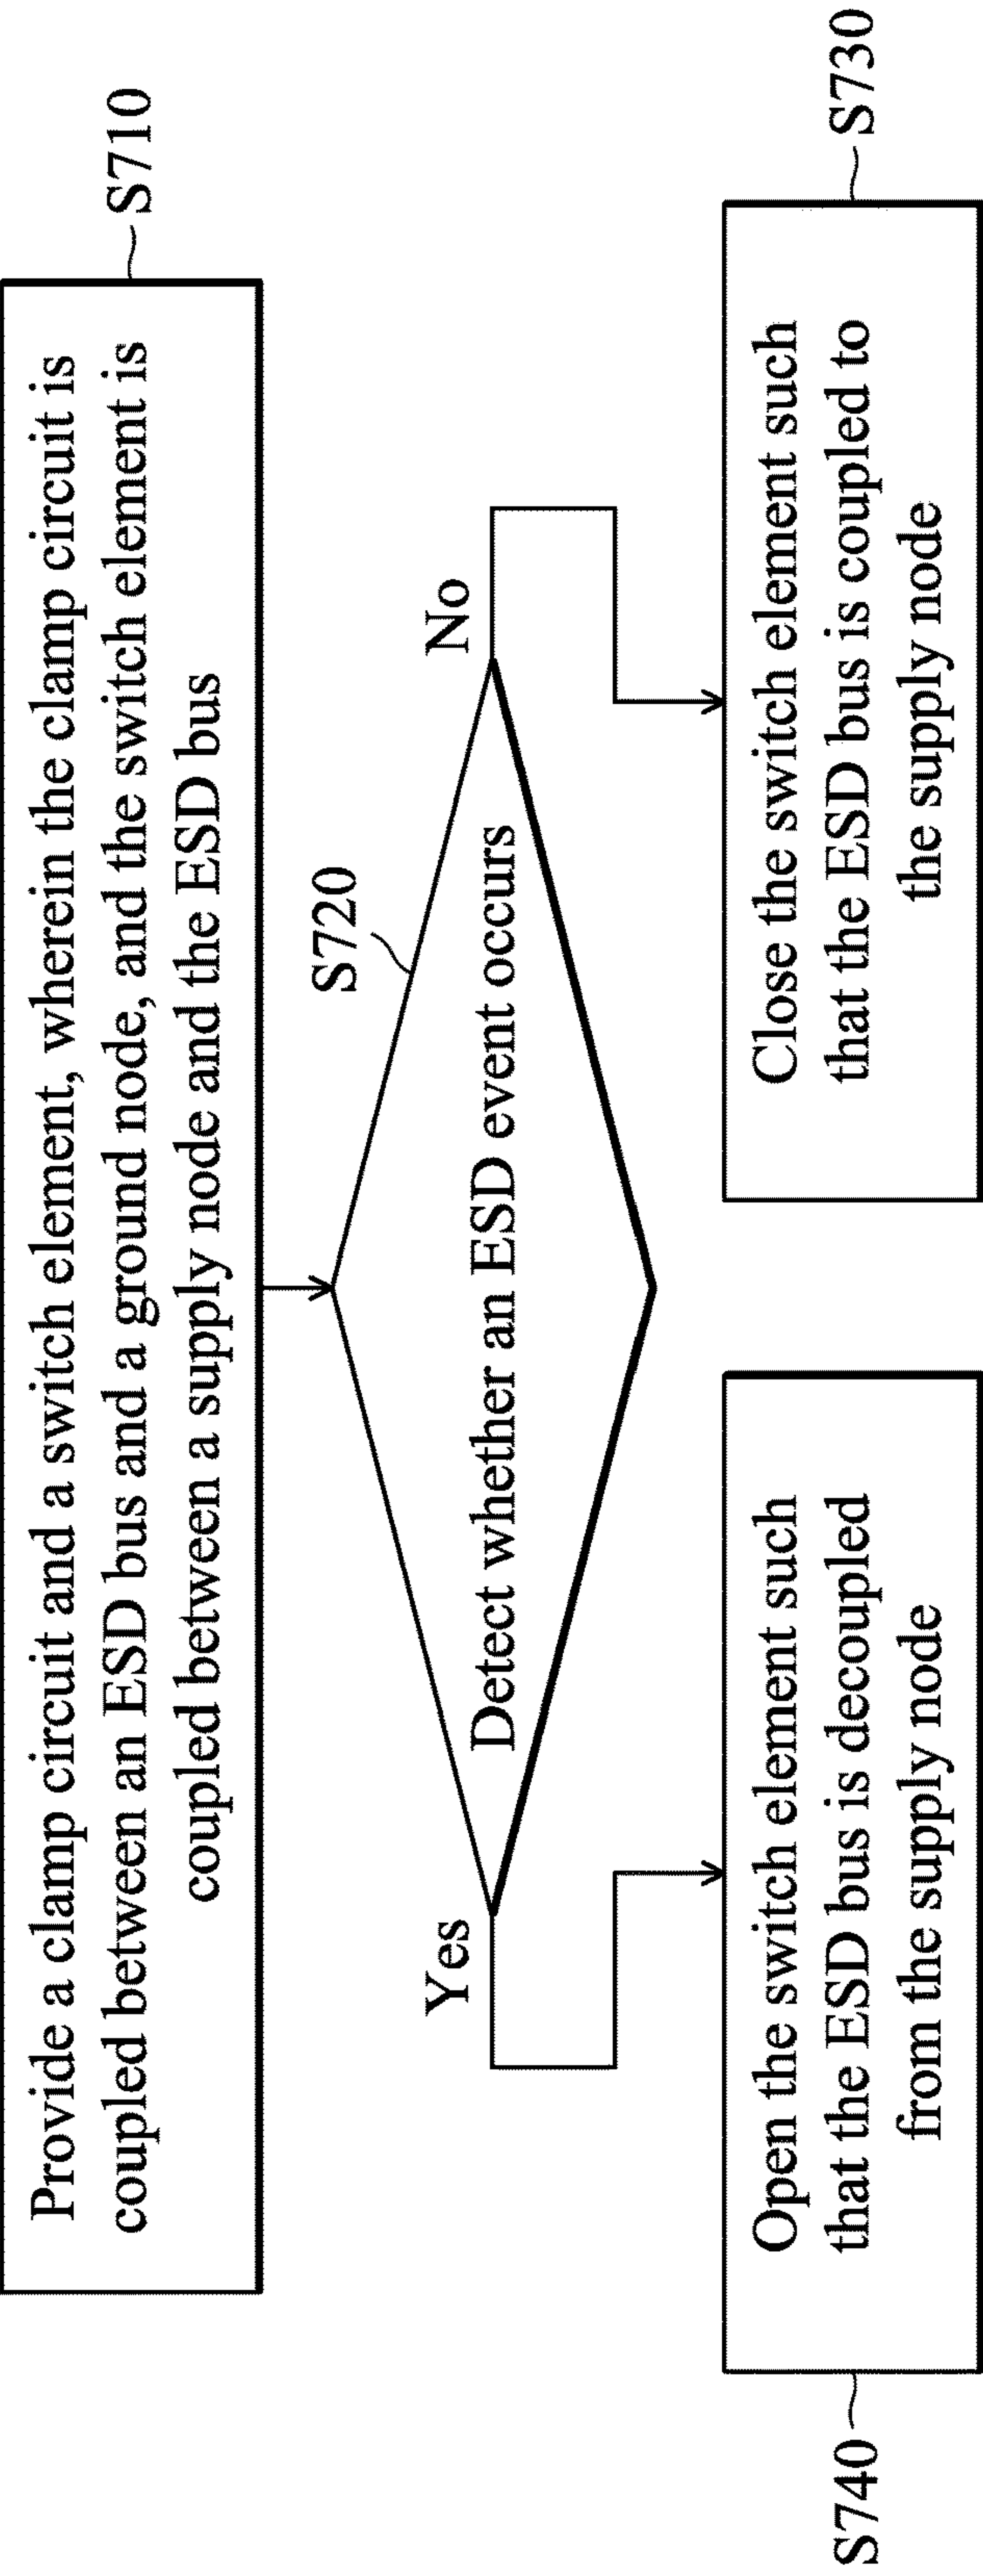 Provide a clamp circuit and a switch element, wherein the clamp circuit is
coupled between an ESD bus and a ground node, and the switch element is
coupled between a supply node and the ESD bus
S710
S720
Detect whether an ESD event occurs
Yes
No
Open the switch element such
that the ESD bus is decoupled
from the supply node
S740
Close the switch element such
that the ESD bus is coupled to
the supply node
S730